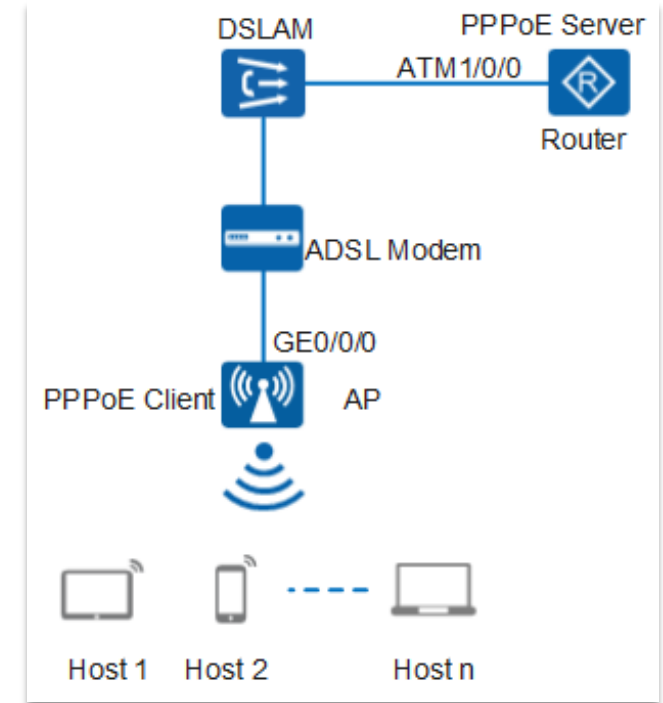 DSLAM
PPPoE Server
ATM1/0/0
R
Router
ADSL Modem
GE0/0/0
PPPoE Client
AP
Host 1
Host 2
Host n